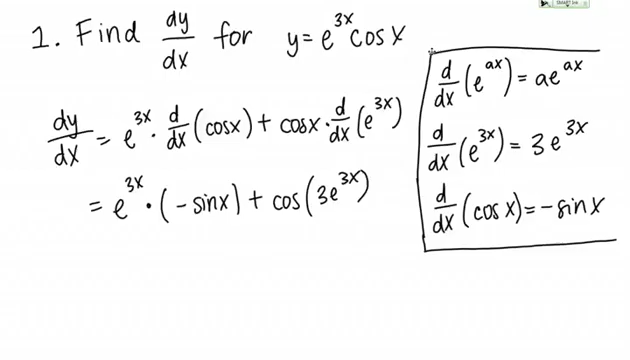 1. Find dy/dx for y = e^{3x} cos x
dy/dx = e^{3x} · d/dx (cos x) + cos x · d/dx (e^{3x})
= e^{3x} · (- sin x) + cos (3e^{3x})
d/dx (e^{ax}) = ae^{ax}
d/dx (e^{3x}) = 3e^{3x}
d/dx (cos x) = - sin x